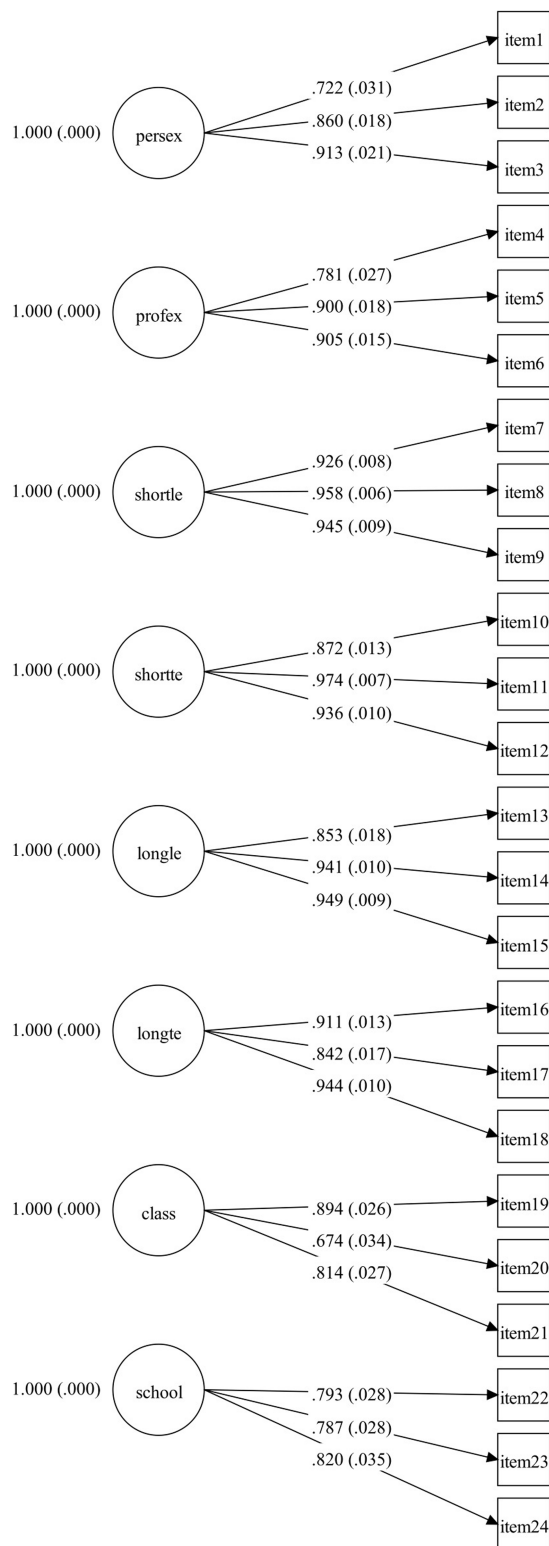 item1
.722 (.031)
item2
1.000 (.000)
persex
.860 (.018)
.913 (.021)
item3
item4
.781 (.027)
item5
1.000 (.000)
profex
.900 (.018)
.905 (.015)
item6
item7
.926 (.008)
item8
1.000 (.000)
shortle
.958 (.006)
.945 (.009)
item9
item10
.872 (.013)
1.000 (.000)
shortte
.974 (.007)
item11
.936 (.010)
item12
item13
.853 (.018)
1.000 (.000)
longle
.941 (.010)
item14
.949 (.009)
item15
item16
.911 (.013)
1.000 (.000)
longte
.842 (.017)
item17
.944 (.010)
item18
item19
.894 (.026)
1.000 (.000)
class
.674 (.034)
item20
.814 (.027)
item21
1.000 (.000)
school
.793 (.028)
item22
.787 (.028)
item23
.820 (.035)
item24